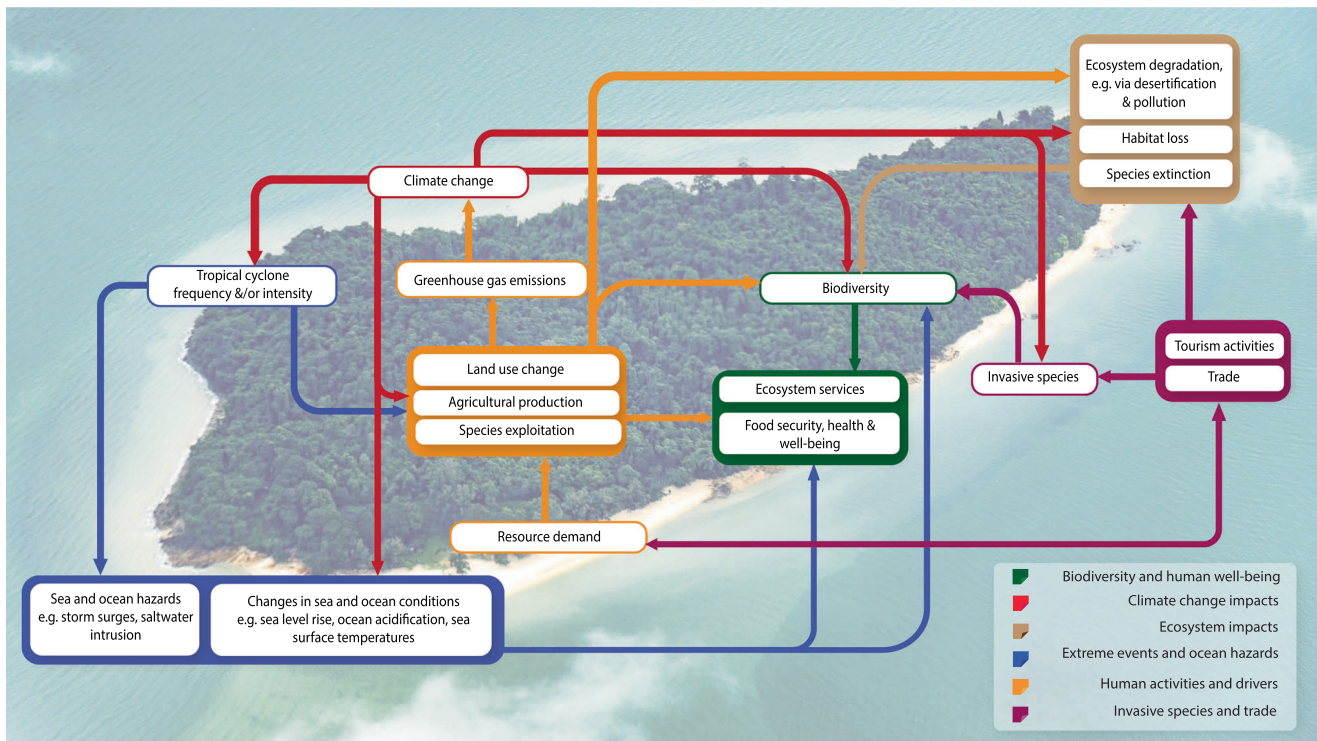 Ecosystem degradation,
e.g. via desertification
& pollution
Habitat loss
Species extinction
Climate change
Tropical cyclone
frequency &/or intensity
Greenhouse gas emissions
Biodiversity
Land use change
Agricultural production
Species exploitation
Ecosystem services
Food security, health &
well-being
Invasive species
Tourism activities
Trade
Resource demand
Sea and ocean hazards
e.g. storm surges, saltwater
intrusion
Changes in sea and ocean conditions
e.g. sea level rise, ocean acidification, sea
surface temperatures
Biodiversity and human well-being
Climate change impacts
Ecosystem impacts
Extreme events and ocean hazards
Human activities and drivers
Invasive species and trade